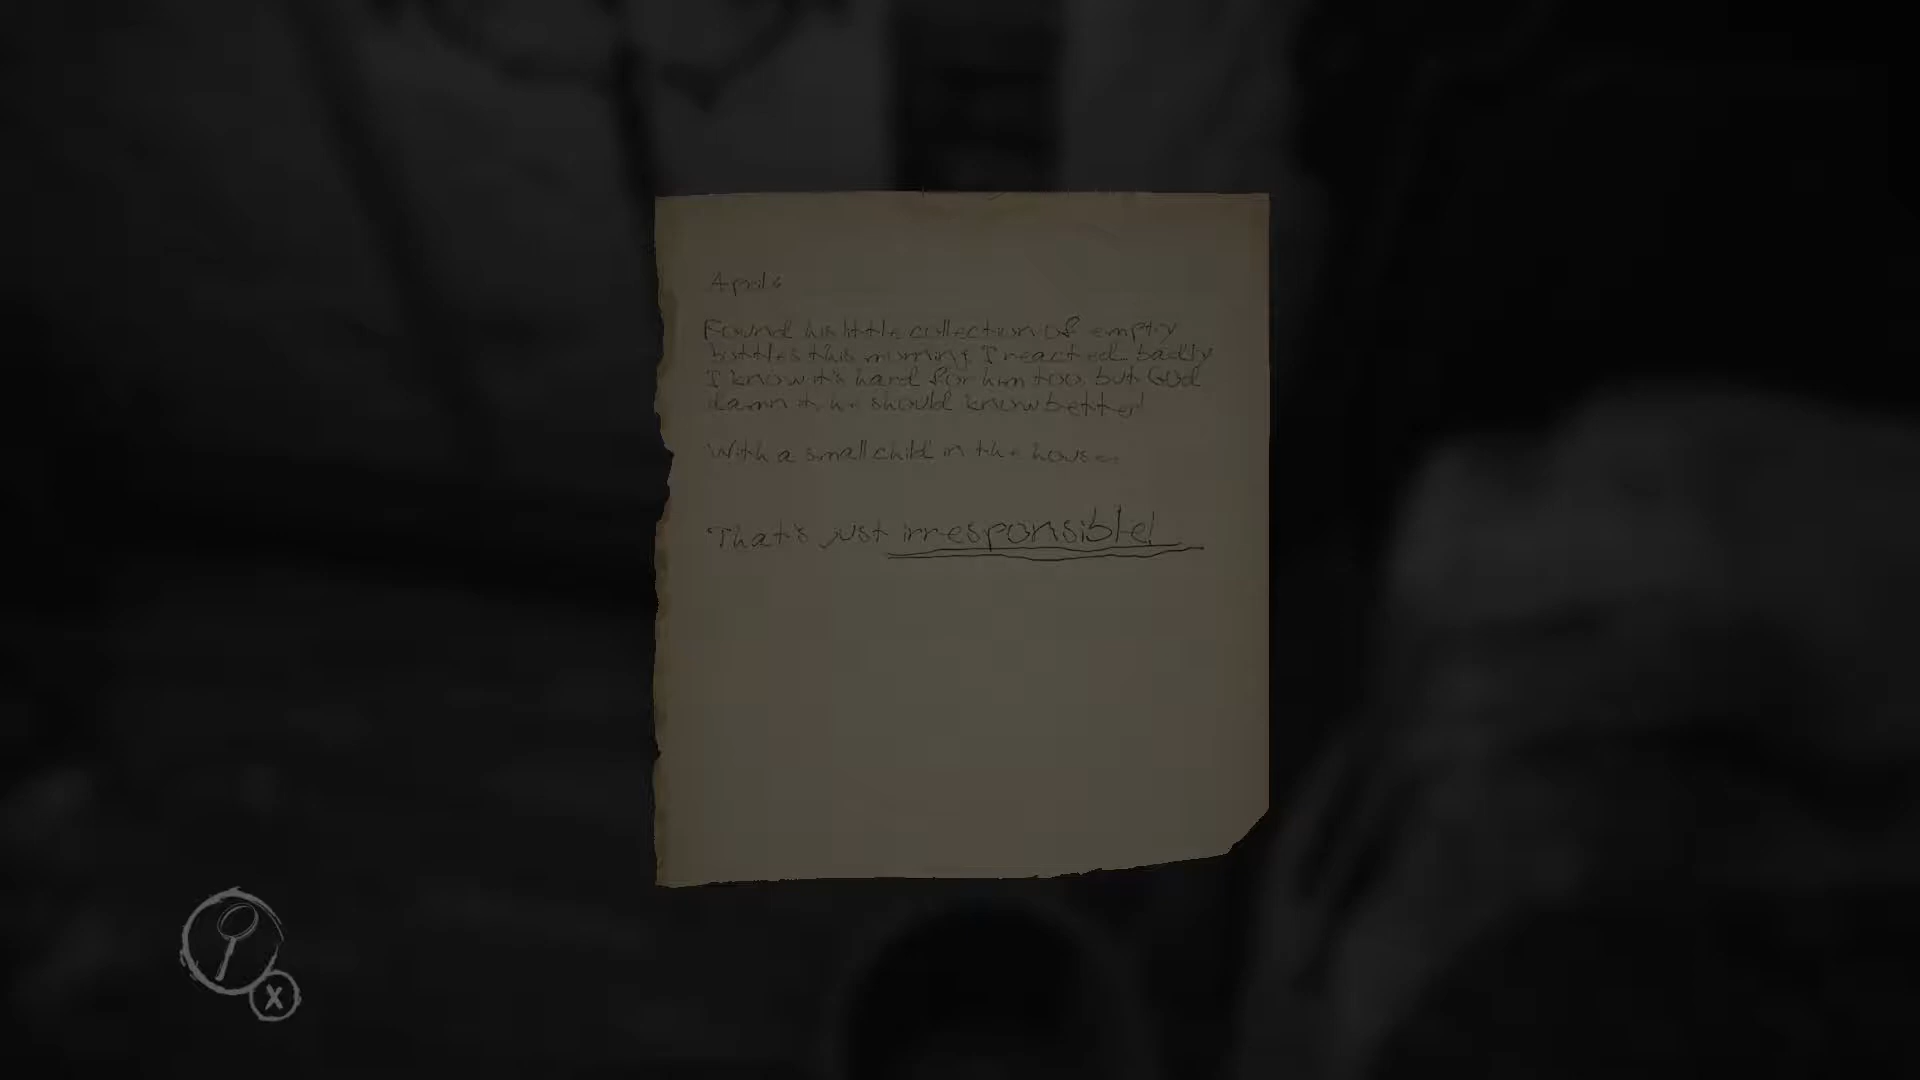 April 6
Found his little collection of empty
bottles this morning. I reacted badly
I know it's hard for him too, but God
damn it, he should know better!
With a small child in the house.
That's just irresponsible!
X